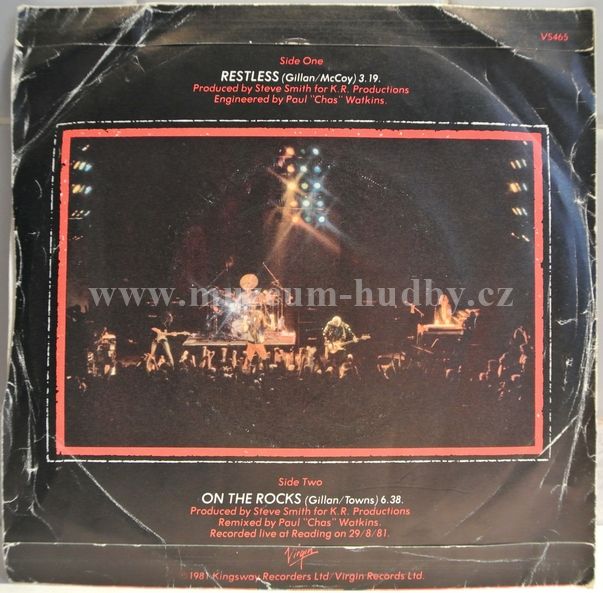 VS465
Side One
RESTLESS (Gillan/McCoy) 3.19.
Produced by Steve Smith for K.R. Productions
Engineered by Paul "Chas" Watkins.
www.muzeum-hudby.cz
Side Two
ON THE ROCKS (Gillan/Towns) 6.38.
Produced by Steve Smith for K.R. Productions
Remixed by Paul "Chas" Watkins.
Recorded live at Reading on 29/8/81.
Virgin
1981 Kingsway Recorders Ltd/Virgin Records Ltd.